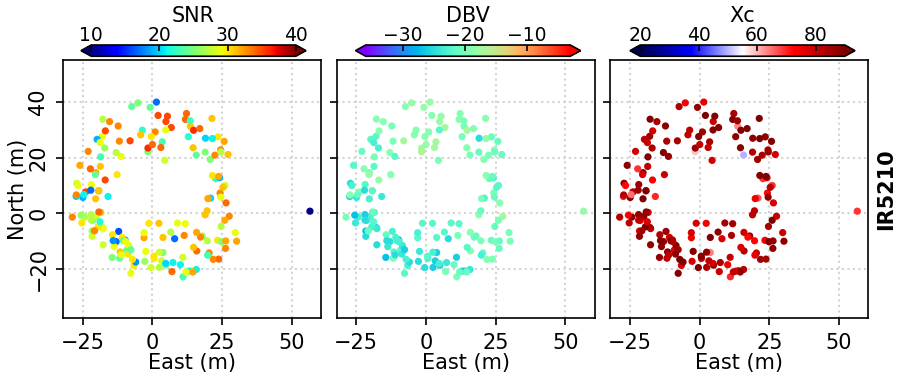 SNR DBV Xc
10 20 30 40 −30 −20 −10 20 40 60 80
40
20
0
−20
North (m)
IR5210
−25 0 25 50 −25 0 25 50 −25 0 25 50
East (m) East (m) East (m)